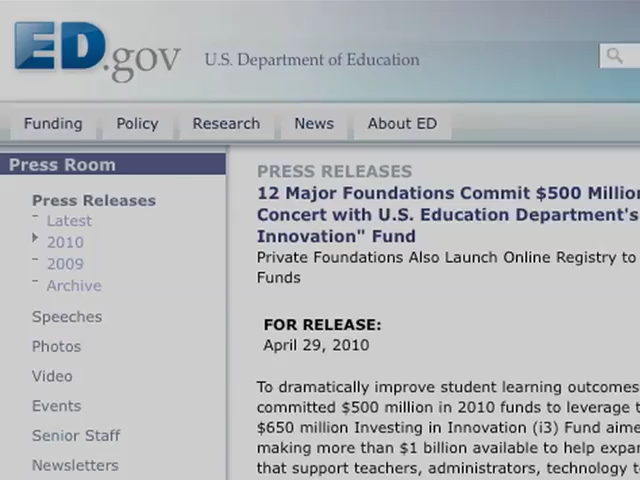 ED.gov U.S. Department of Education
Funding Policy Research News About ED
Press Room
Press Releases
Latest
2010
2009
Archive
Speeches
Photos
Video
Events
Senior Staff
Newsletters
PRESS RELEASES
12 Major Foundations Commit $500 Million
Concert with U.S. Education Department's
Innovation" Fund
Private Foundations Also Launch Online Registry to
Funds
FOR RELEASE:
April 29, 2010
To dramatically improve student learning outcomes
committed $500 million in 2010 funds to leverage
$650 million Investing in Innovation (i3) Fund
making more than $1 billion available to help
that support teachers, administrators, technology